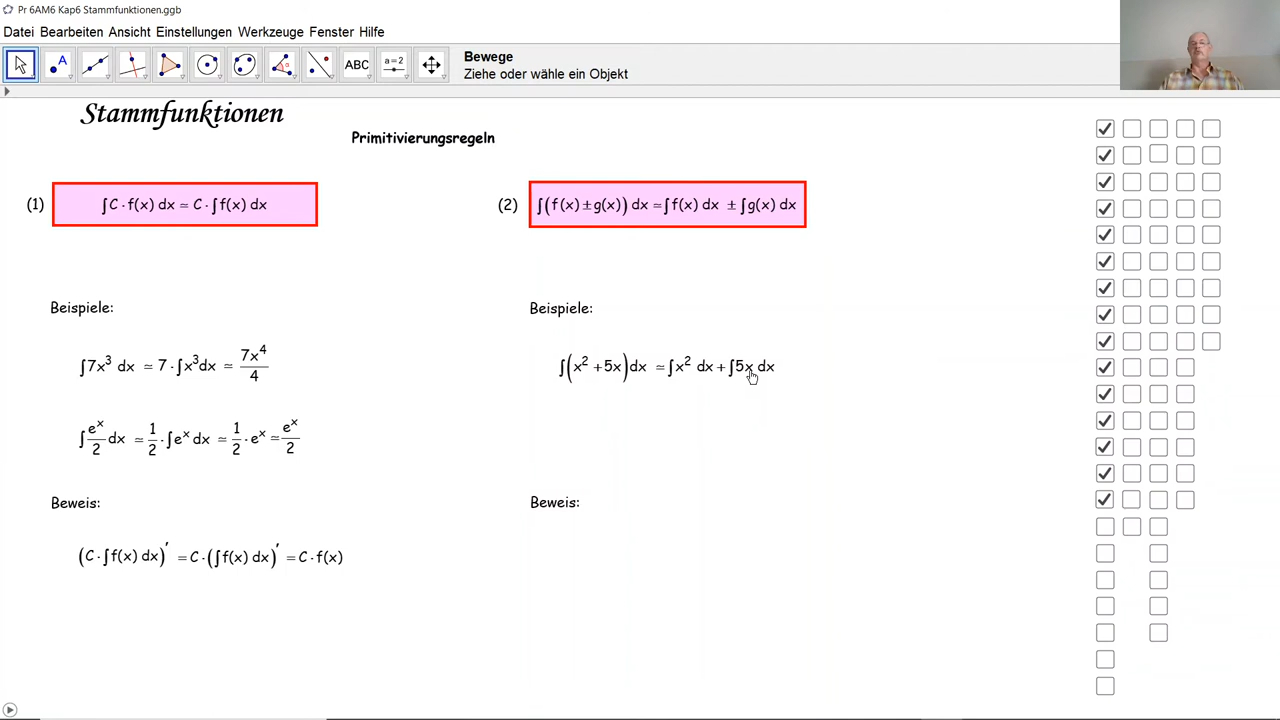 Pr 6AM6 Kap6 Stammfunktionen.ggb
Datei Bearbeiten Ansicht Einstellungen Werkzeuge Fenster Hilfe
A
ABC
a=2
Bewege
Ziehe oder wähle ein Objekt
Stammfunktionen
Primitivierungsregeln
(1) ∫C·f(x) dx ≃ C·∫f(x) dx
(2) ∫(f(x)±g(x)) dx ≃ ∫f(x) dx ± ∫g(x) dx
Beispiele:
Beispiele:
∫7x³ dx ≃ 7·∫x³dx ≃ 7x⁴/4
∫(x² +5x)dx ≃ ∫x² dx + ∫5x dx
∫eˣ/2 dx ≃ 1/2·∫eˣ dx ≃ 1/2·eˣ ≃ eˣ/2
Beweis:
Beweis:
(C·∫f(x) dx)′ = C·(∫f(x) dx)′ = C·f(x)